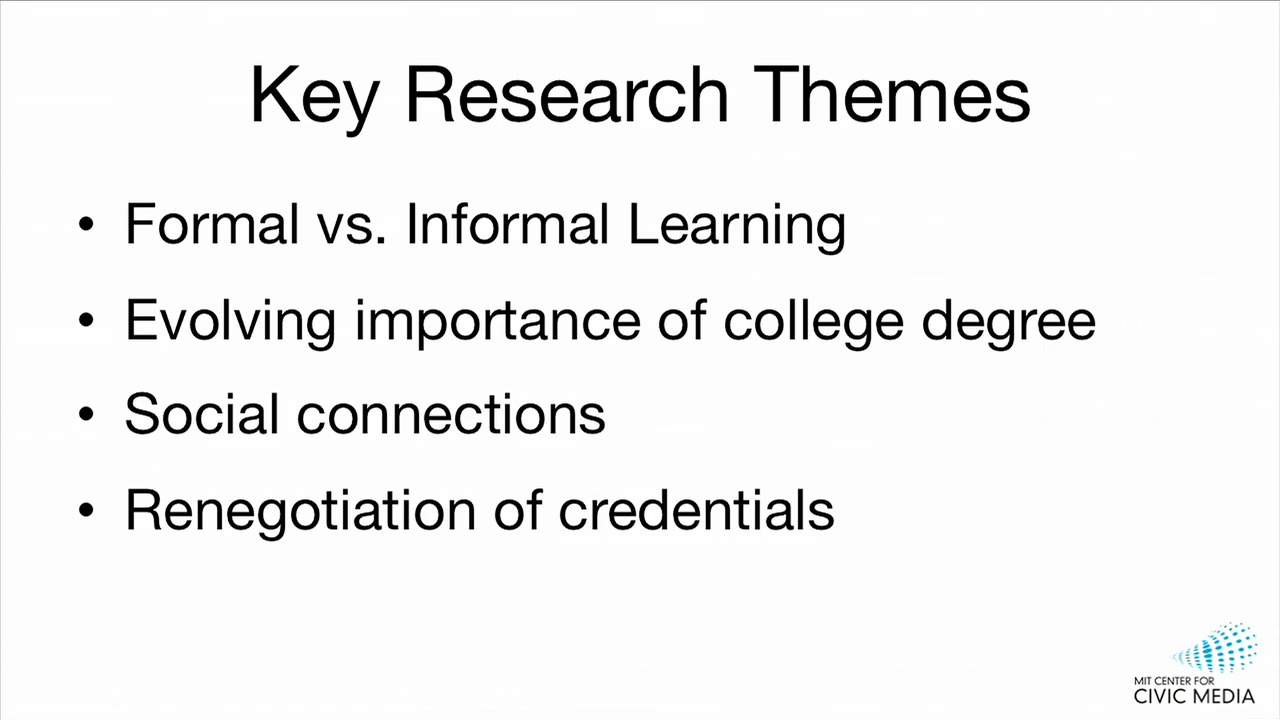 Key Research Themes
• Formal vs. Informal Learning
• Evolving importance of college degree
• Social connections
• Renegotiation of credentials
MIT CENTER FOR
CIVIC MEDIA